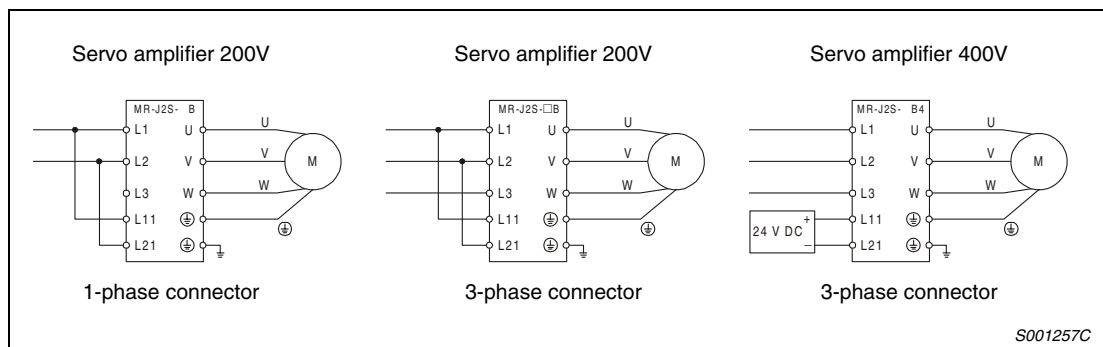 Servo amplifier 200V
MR-J2S- B
L1 U U
L2 V V M
L3 W W
L11
L21
1-phase connector
Servo amplifier 200V
MR-J2S-□B
L1 U U
L2 V V M
L3 W W
L11
L21
3-phase connector
Servo amplifier 400V
MR-J2S- B4
L1 U U
L2 V V M
L3 W W
L11 +
24 V DC
L21 –
3-phase connector
S001257C